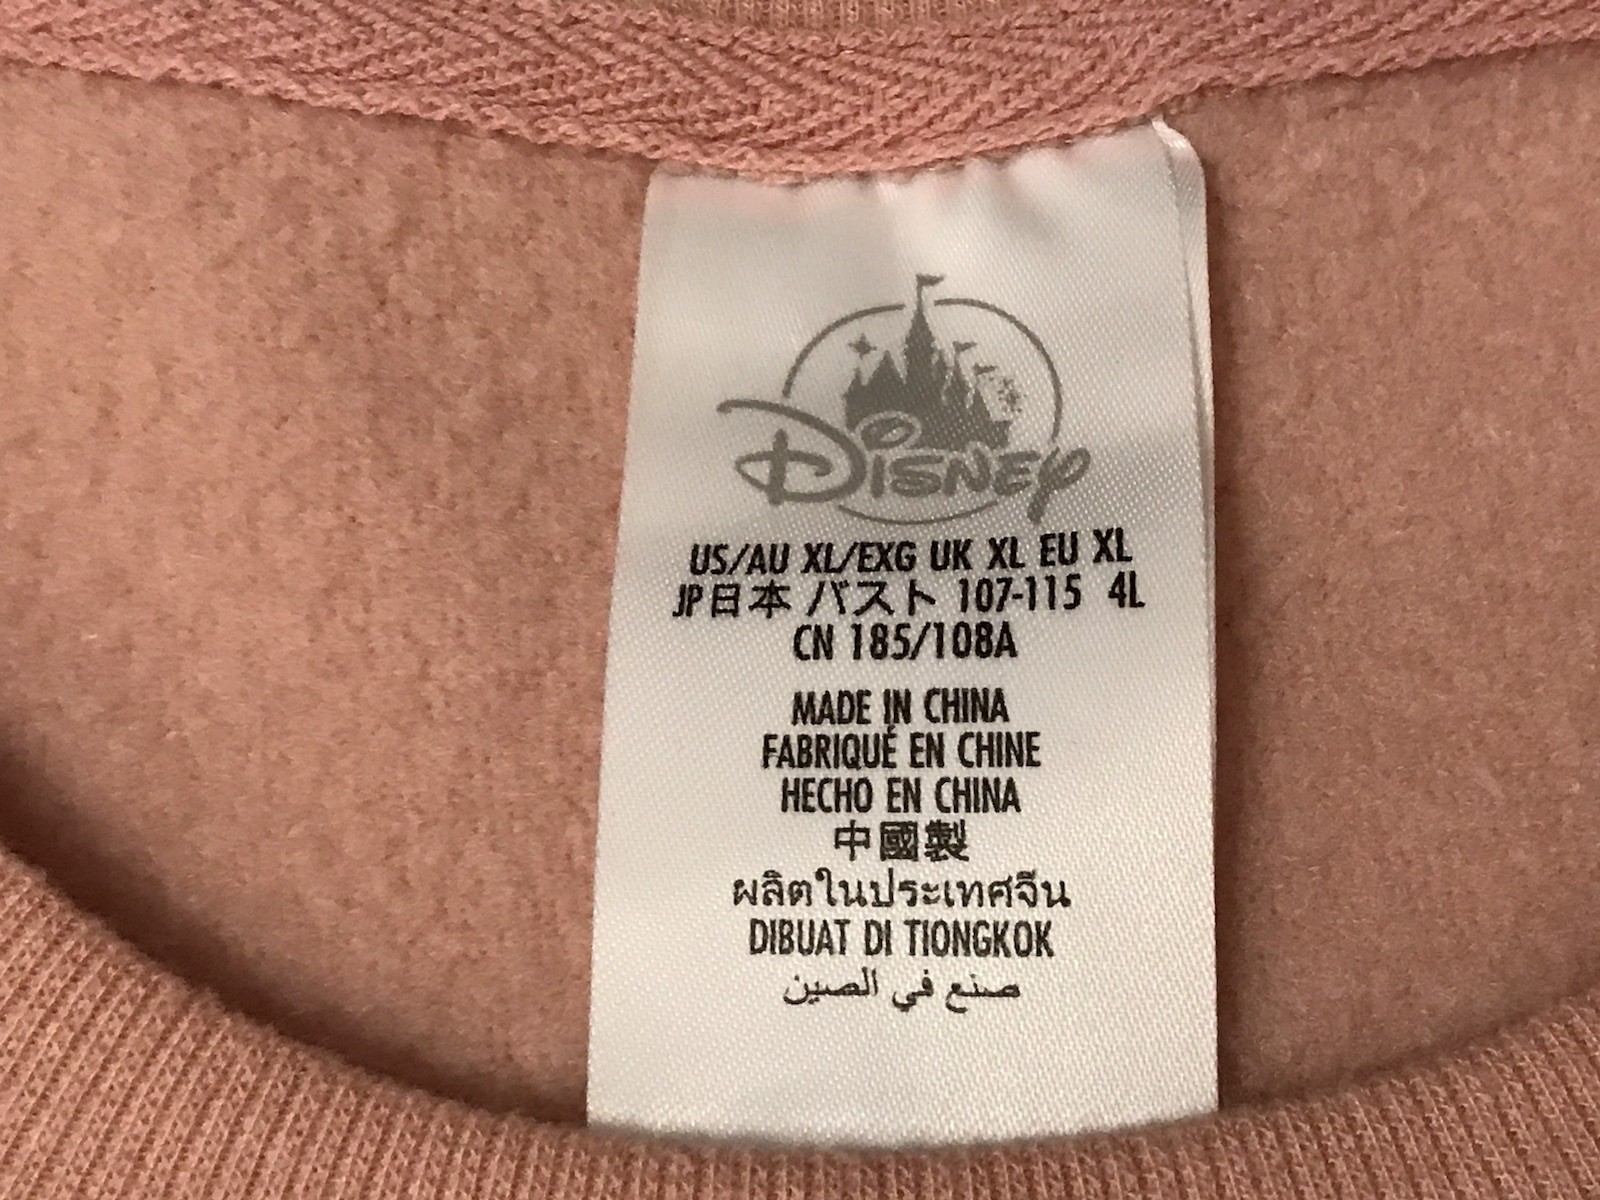 Disney
US/AU XL/EXG UK XL EU XL
JP日本 バスト 107-115 4L
CN 185/108A
MADE IN CHINA
FABRIQUÉ EN CHINE
HECHO EN CHINA
中國製
ผลิตในประเทศจีน
DIBUAT DI TIONGKOK
صنع في الصين